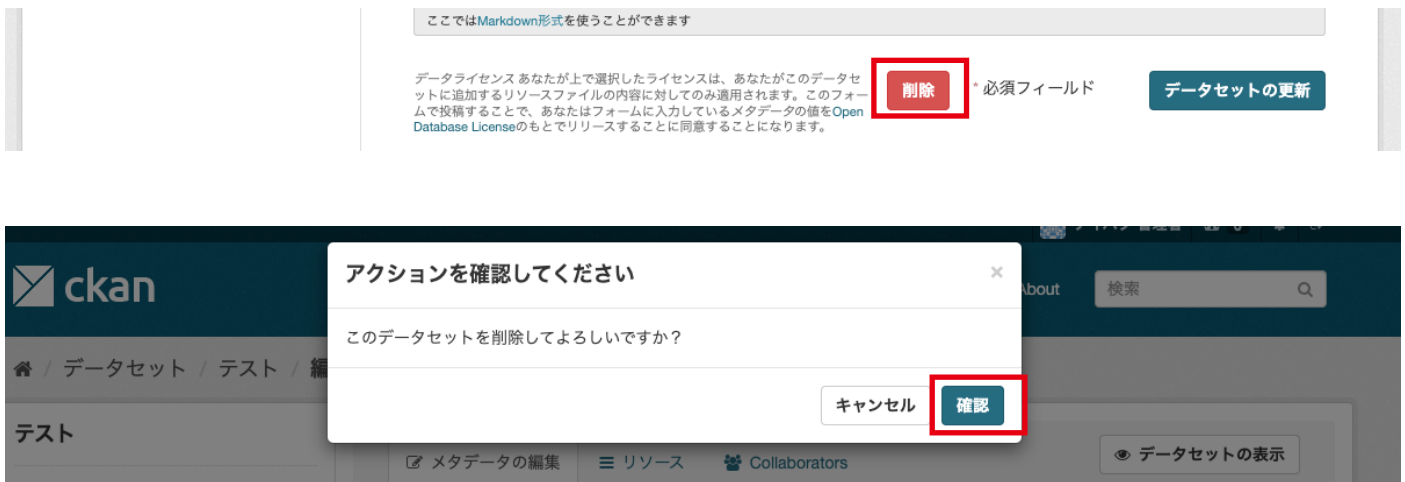 ここではMarkdown形式を使うことができます
データライセンス あなたが上で選択したライセンスは、あなたがこのデータセ
ットに追加するリソースファイルの内容に対してのみ適用されます。このフォー
ムで投稿することで、あなたはフォームに入力しているメタデータの値をOpen
Database Licenseのもとでリリースすることに同意することになります。
削除
* 必須フィールド
データセットの更新
ckan
アクションを確認してください
×
About
検索
このデータセットを削除してよろしいですか？
/ データセット / テスト / 編
キャンセル
確認
テスト
メタデータの編集
リソース
Collaborators
データセットの表示